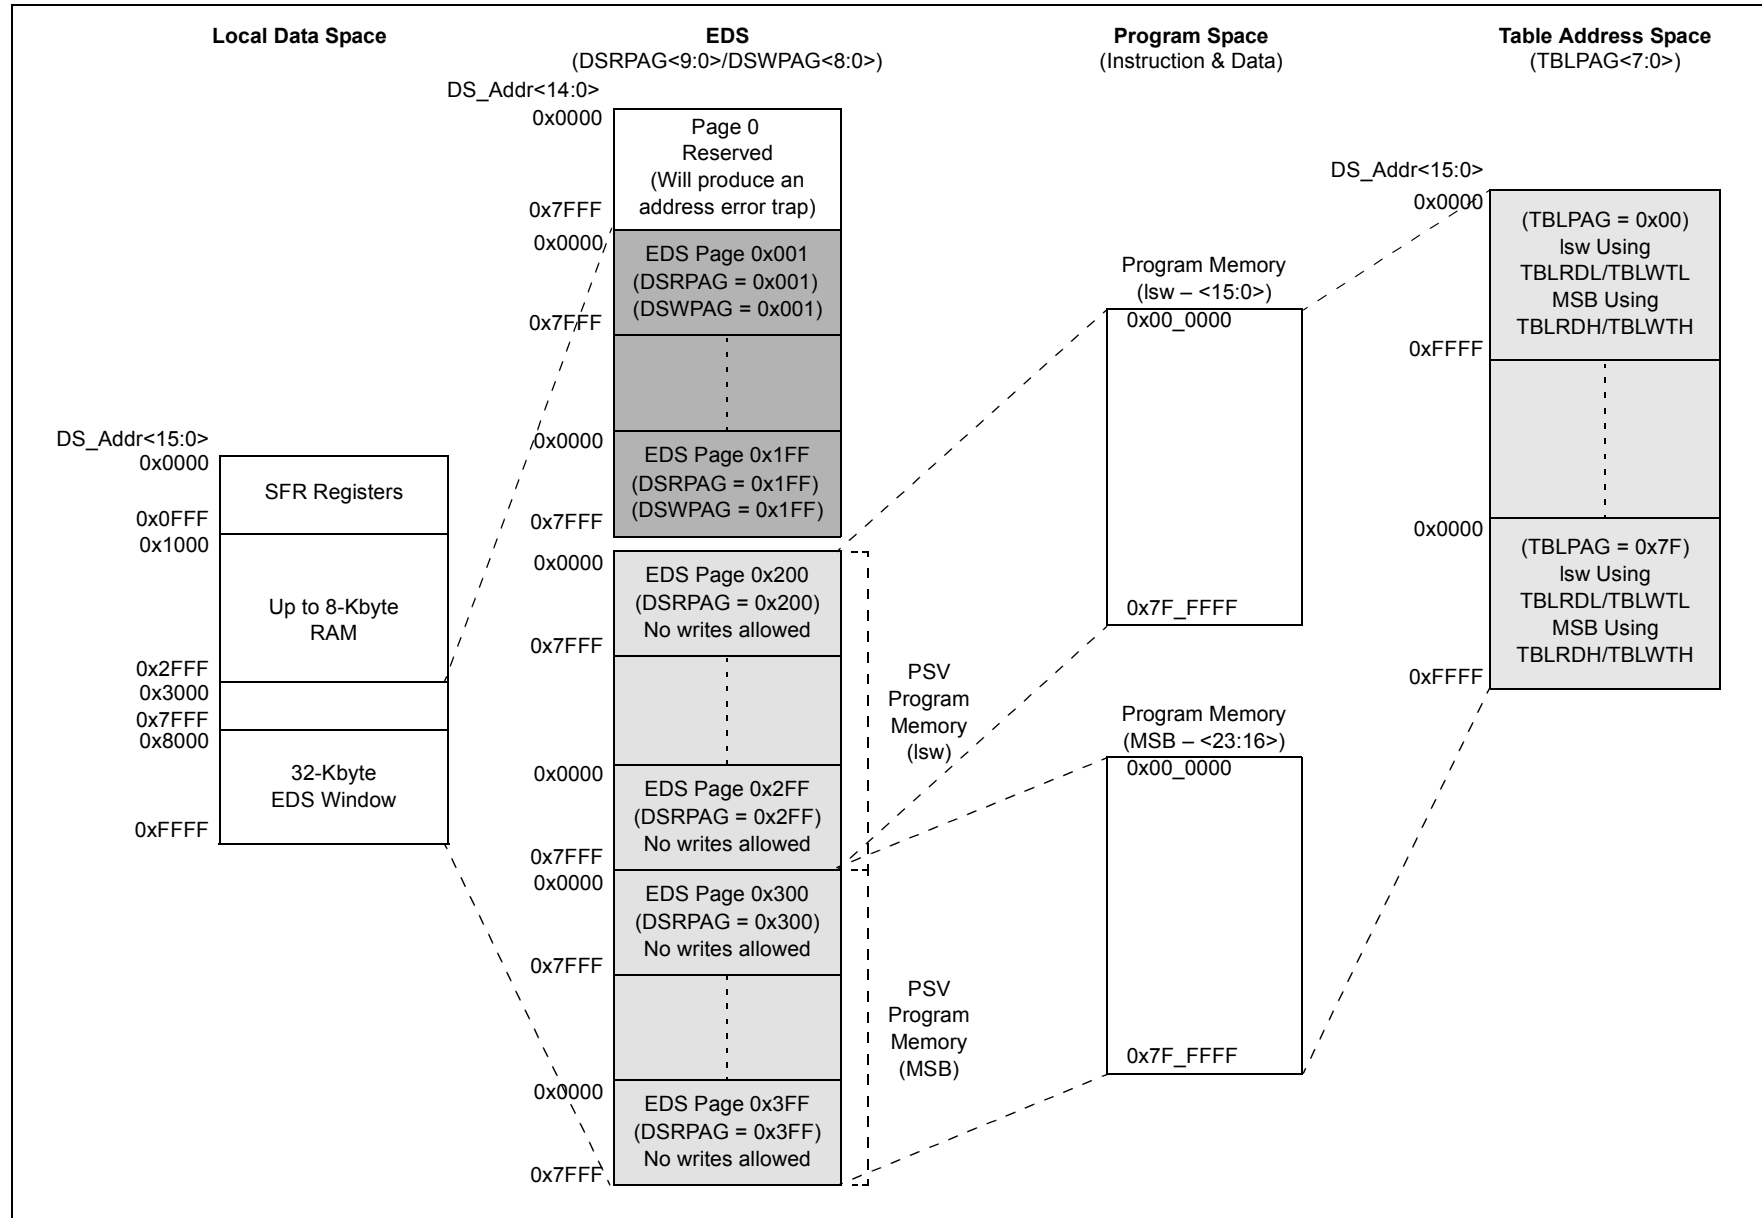 Local Data Space
EDS
(DSRPAG<9:0>/DSWPAG<8:0>)
Program Space
(Instruction & Data)
Table Address Space
(TBLPAG<7:0>)
DS_Addr<15:0>
0x0000
SFR Registers
0x0FFF
0x1000
Up to 8-Kbyte
RAM
0x2FFF
0x3000
0x7FFF
0x8000
32-Kbyte
EDS Window
0xFFFF
DS_Addr<14:0>
0x0000
Page 0
Reserved
(Will produce an
address error trap)
0x7FFF
0x0000
EDS Page 0x001
(DSRPAG = 0x001)
(DSWPAG = 0x001)
0x7FFF
0x0000
EDS Page 0x1FF
(DSRPAG = 0x1FF)
(DSWPAG = 0x1FF)
0x7FFF
0x0000
EDS Page 0x200
(DSRPAG = 0x200)
No writes allowed
0x7FFF
0x0000
EDS Page 0x2FF
(DSRPAG = 0x2FF)
No writes allowed
0x7FFF
0x0000
EDS Page 0x300
(DSRPAG = 0x300)
No writes allowed
0x7FFF
0x0000
EDS Page 0x3FF
(DSRPAG = 0x3FF)
No writes allowed
0x7FFF
PSV
Program
Memory
(lsw)
PSV
Program
Memory
(MSB)
Program Memory
(lsw – <15:0>)
0x00_0000
0x7F_FFFF
Program Memory
(MSB – <23:16>)
0x00_0000
0x7F_FFFF
DS_Addr<15:0>
0x0000
(TBLPAG = 0x00)
lsw Using
TBLRDL/TBLWTL
MSB Using
TBLRDH/TBLWTH
0xFFFF
0x0000
(TBLPAG = 0x7F)
lsw Using
TBLRDL/TBLWTL
MSB Using
TBLRDH/TBLWTH
0xFFFF